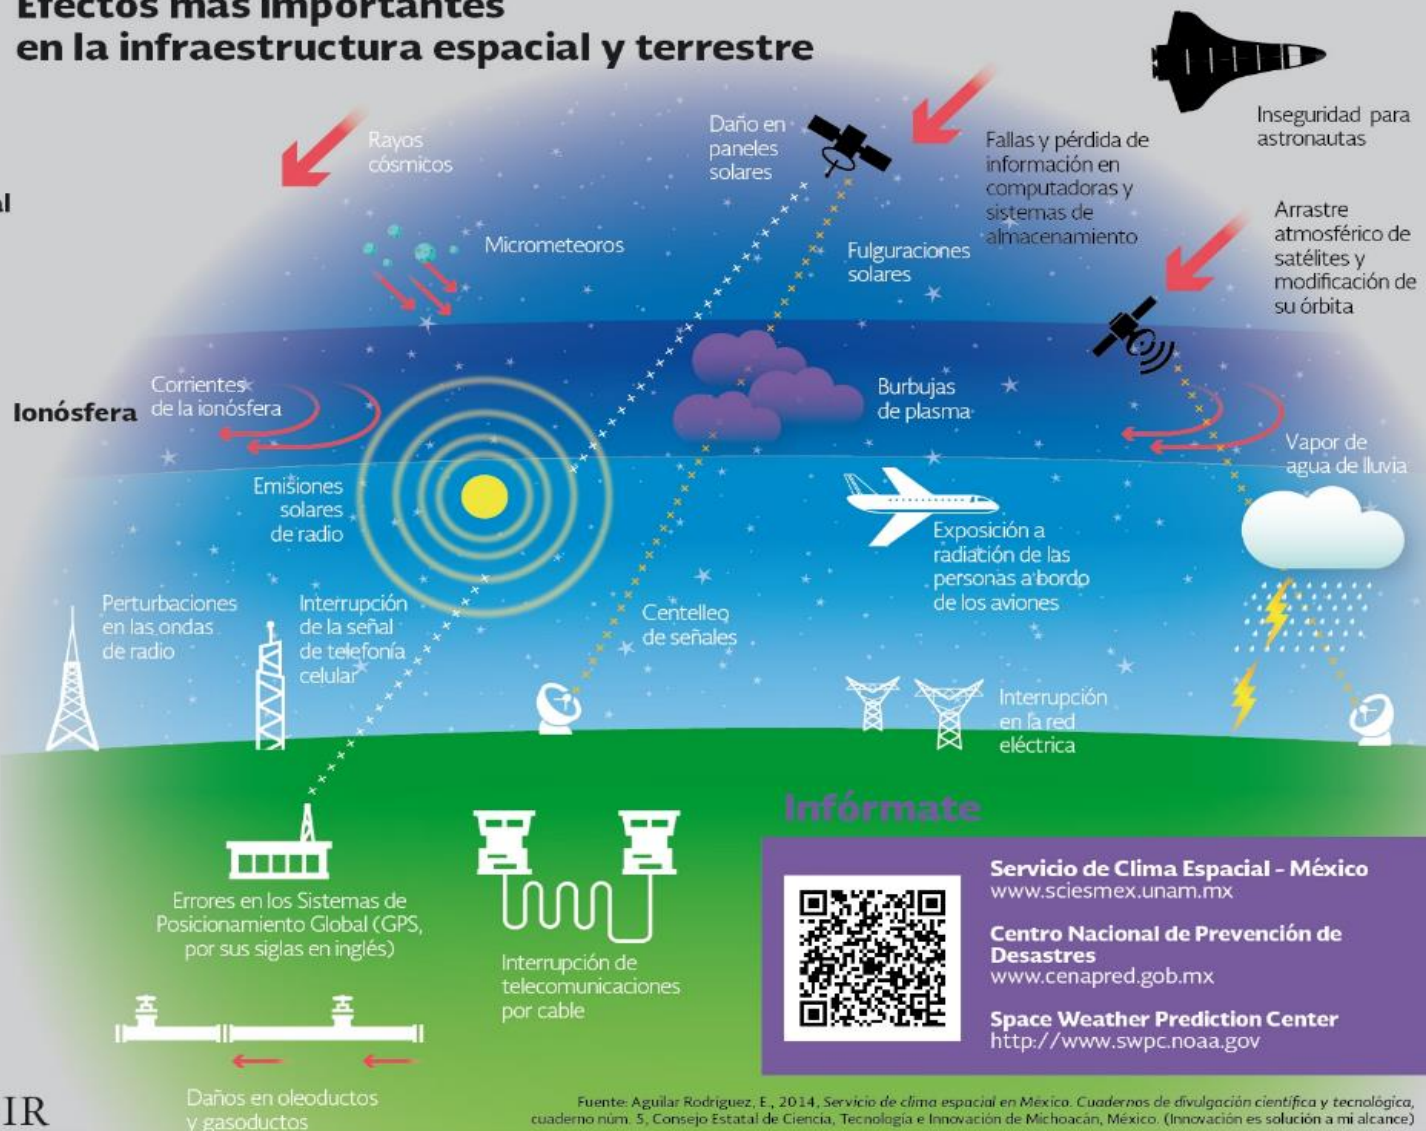 Efectos más importantes
en la infraestructura espacial y terrestre
Inseguridad para
astronautas
Rayos
cósmicos
Daño en
paneles
solares
Fallas y pérdida de
información en
computadoras y
sistemas de
almacenamiento
Arrastre
atmosférico de
satélites y
modificación de
su órbita
Micrometeoros
Fulguraciones
solares
Ionósfera
Corrientes
de la ionósfera
Burbujas
de plasma
Vapor de
agua de lluvia
Emisiones
solares
de radio
Exposición a
radiación de las
personas a bordo
de los aviones
Perturbaciones
en las ondas
de radio
Interrupción
de la señal
de telefonía
celular
Centelleo
de señales
Interrupción
en la red
eléctrica
Errores en los Sistemas de
Posicionamiento Global (GPS,
por sus siglas en inglés)
Interrupción de
telecomunicaciones
por cable
Daños en oleoductos
y gasoductos
Infórmate
Servicio de Clima Espacial - México
www.sciesmex.unam.mx
Centro Nacional de Prevención de
Desastres
www.cenapred.gob.mx
Space Weather Prediction Center
http://www.swpc.noaa.gov
IR
Fuente: Aguilar Rodríguez, E., 2014, Servicio de clima espacial en México. Cuadernos de divulgación científica y tecnológica,
cuaderno núm. 5, Consejo Estatal de Ciencia, Tecnología e Innovación de Michoacán, México. (Innovación es solución a mi alcance)